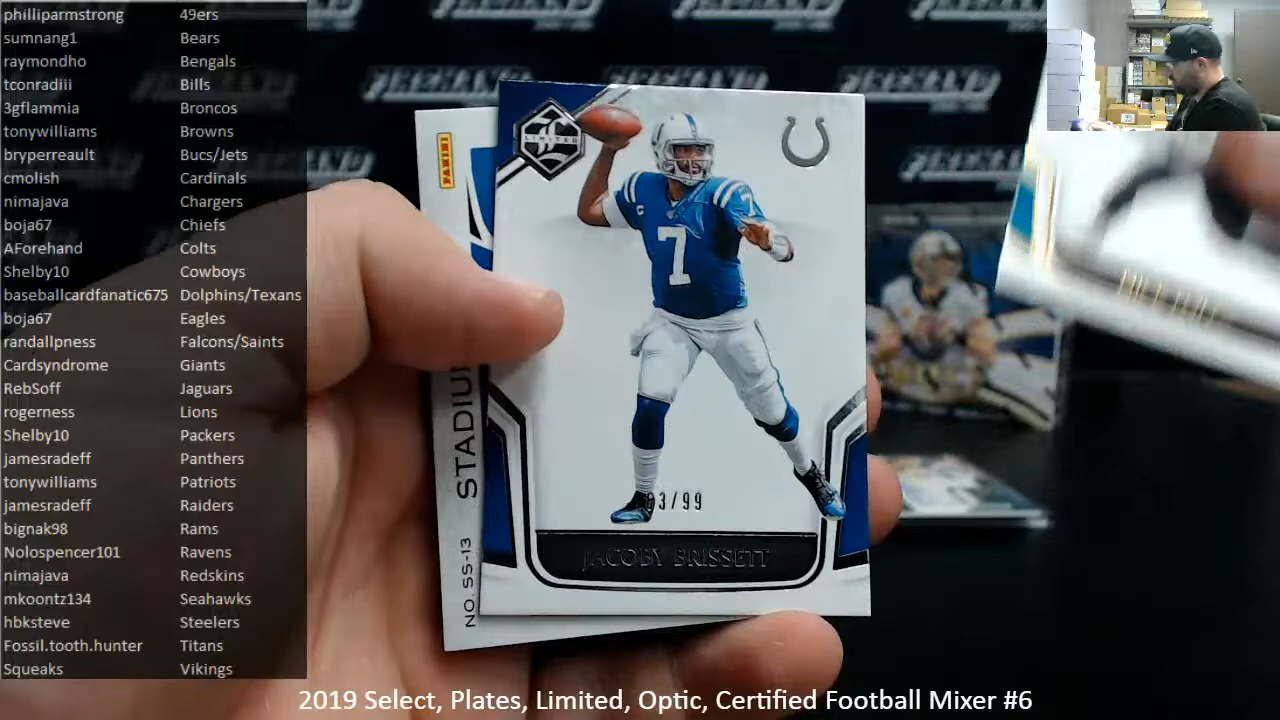 philliparmstrong 49ers
sumnang1 Bears
raymondho Bengals
tconradiii Bills
3gflammia Broncos
tonywilliams Browns
bryperreault Bucs/Jets
cmolish Cardinals
nimajava Chargers
boja67 Chiefs
AForehand Colts
Shelby10 Cowboys
baseballcardfanatic675 Dolphins/Texans
boja67 Eagles
randallpness Falcons/Saints
Cardsyndrome Giants
RebSoff Jaguars
rogerness Lions
Shelby10 Packers
jamesradeff Panthers
tonywilliams Patriots
jamesradeff Raiders
bignak98 Rams
Nolospencer101 Ravens
nimajava Redskins
mkoontz134 Seahawks
hbksteve Steelers
Fossil.tooth.hunter Titans
Squeaks Vikings
PANINI
LIMITED
7
7
3/99
JACOBY BRISSETT
NO. SS-13
2019 Select, Plates, Limited, Optic, Certified Football Mixer #6